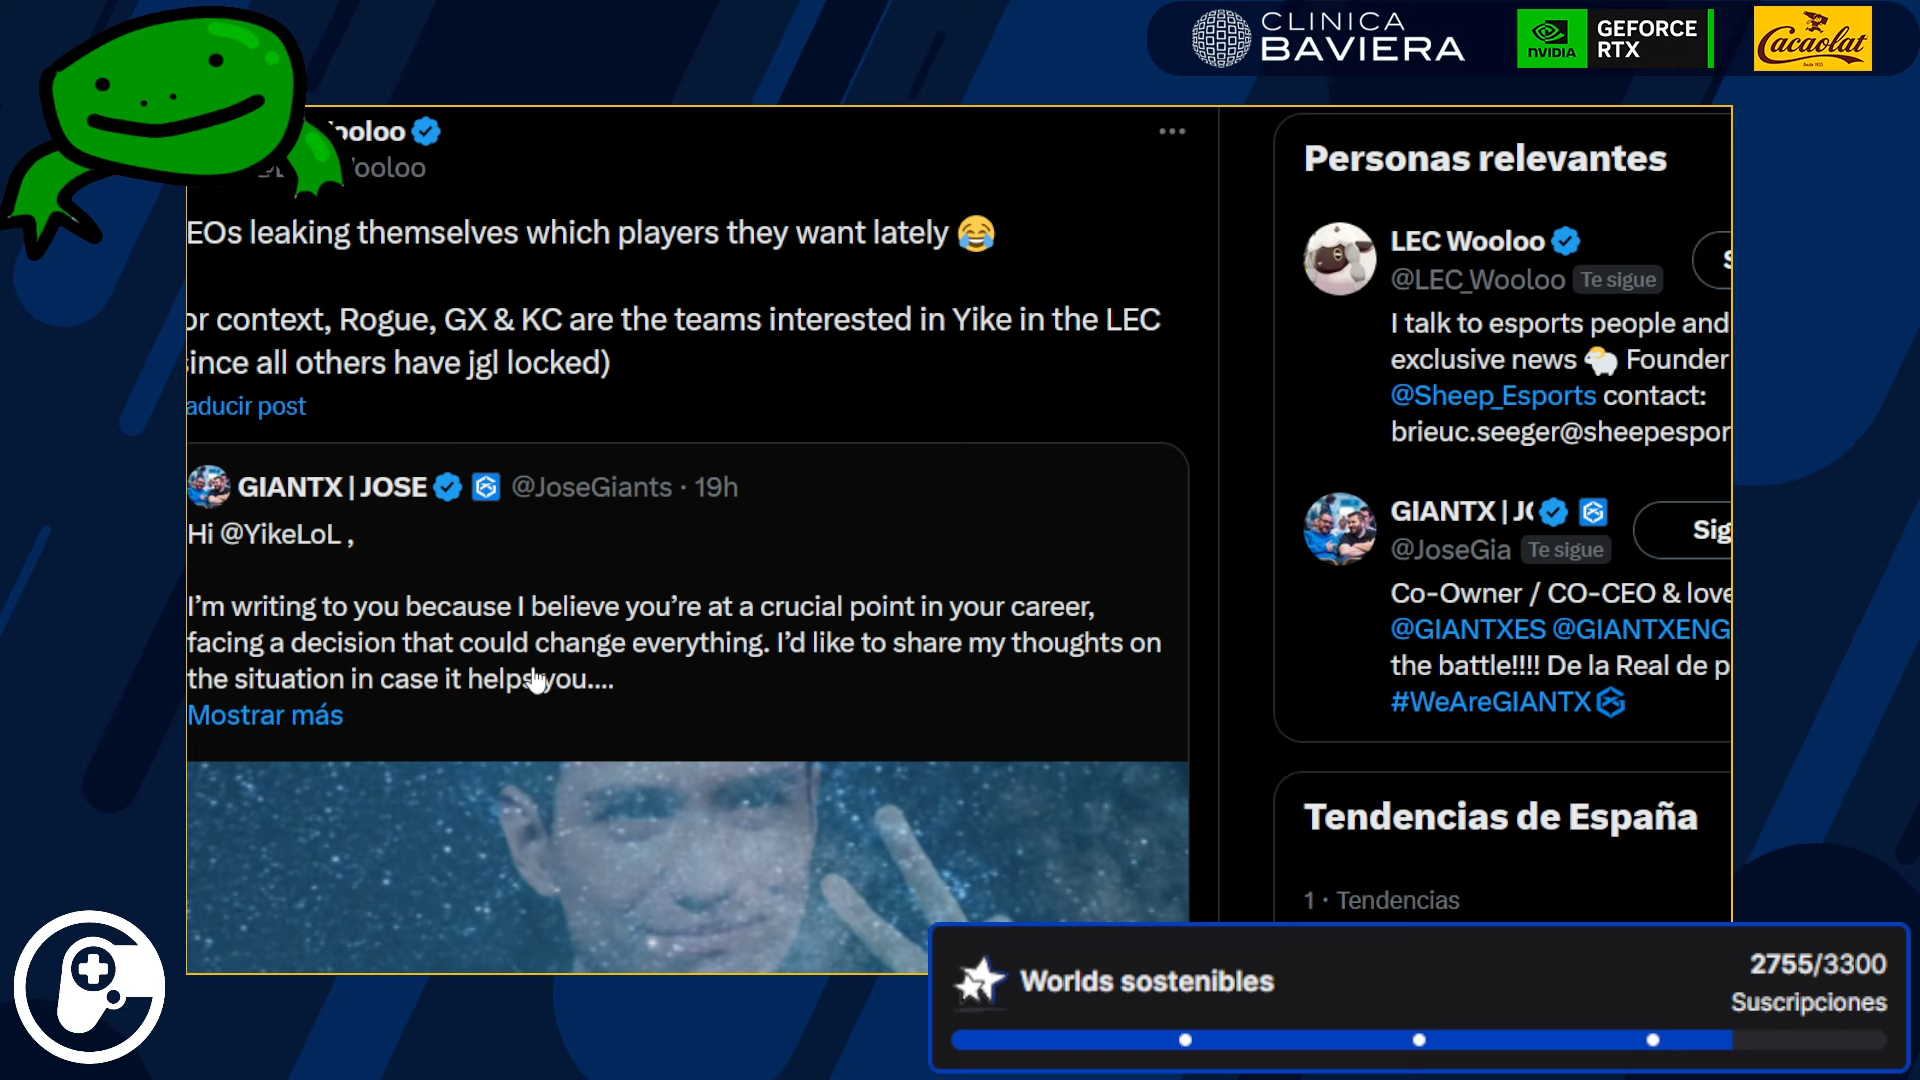 CLINICA
BAVIERA
NVIDIA
GEFORCE
RTX
Cacaolat
ooloo
ooloo
EOs leaking themselves which players they want lately 😂
or context, Rogue, GX & KC are the teams interested in Yike in the LEC
ince all others have jgl locked)
aducir post
GIANTX | JOSE @JoseGiants · 19h
Hi @YikeLoL ,
I'm writing to you because I believe you're at a crucial point in your career,
facing a decision that could change everything. I'd like to share my thoughts on
the situation in case it helps you....
Mostrar más
Personas relevantes
LEC Wooloo
@LEC_Wooloo Te sigue
S
I talk to esports people and
exclusive news 🐑 Founder
@Sheep_Esports contact:
brieuc.seeger@sheepespor
GIANTX | JO
@JoseGia Te sigue
Sig
Co-Owner / CO-CEO & love
@GIANTXES @GIANTXENG
the battle!!!! De la Real de p
#WeAreGIANTX
Tendencias de España
1 · Tendencias
Worlds sostenibles
2755/3300
Suscripciones